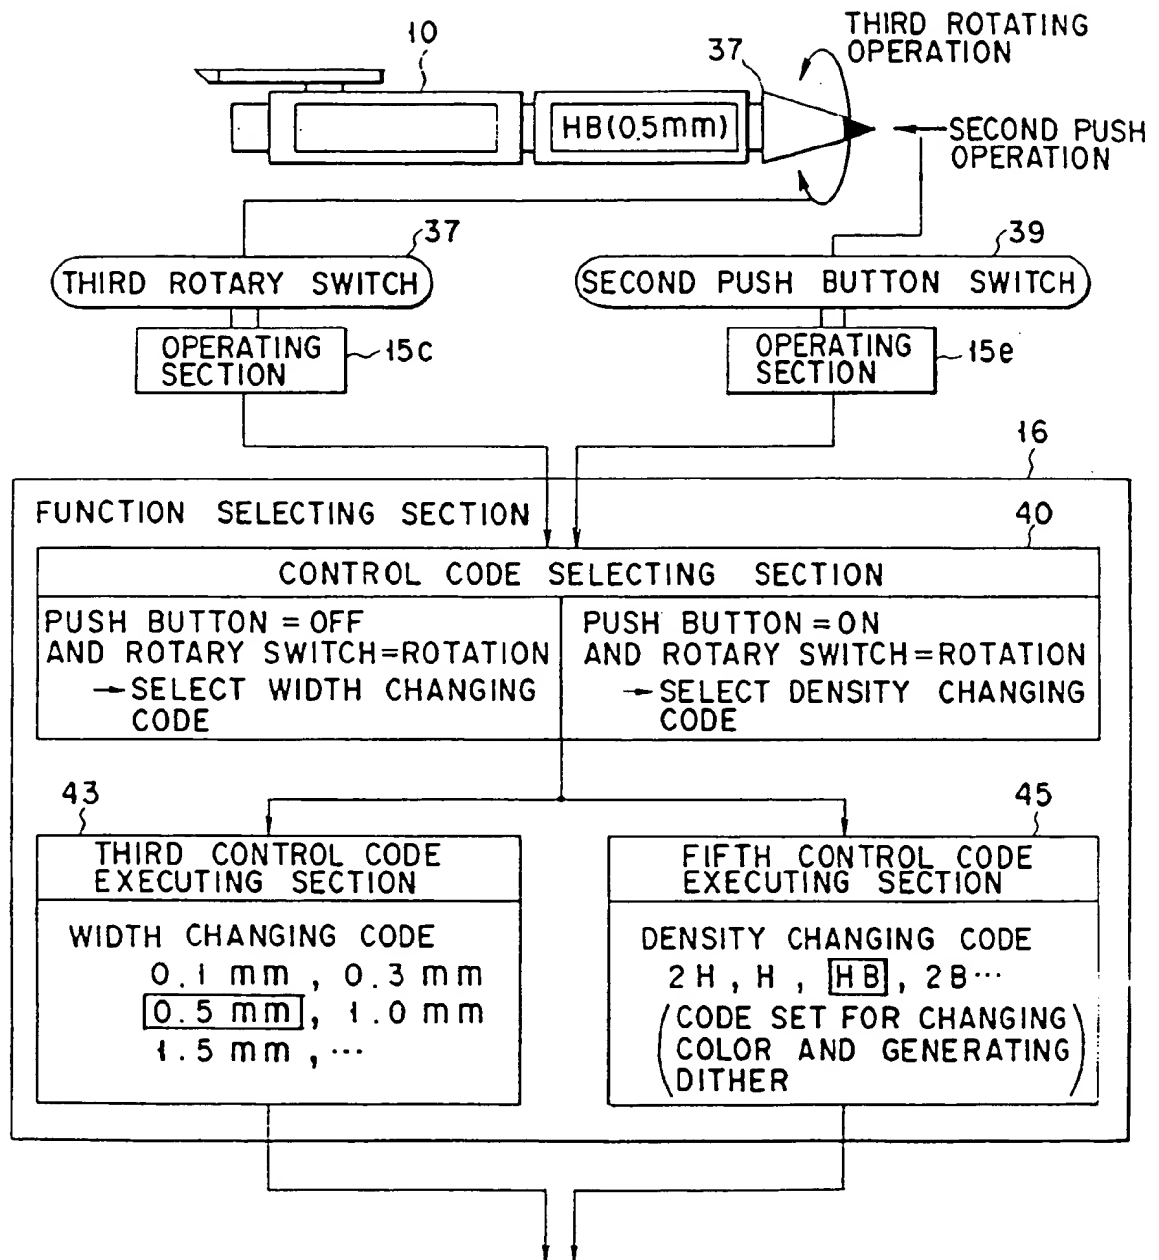 10
37
THIRD ROTATING
OPERATION
HB(0.5mm)
SECOND PUSH
OPERATION
37
THIRD ROTARY SWITCH
39
SECOND PUSH BUTTON SWITCH
OPERATING
SECTION
15c
OPERATING
SECTION
15e
16
FUNCTION SELECTING SECTION
40
CONTROL CODE SELECTING SECTION
PUSH BUTTON = OFF
AND ROTARY SWITCH=ROTATION
→ SELECT WIDTH CHANGING
CODE
PUSH BUTTON = ON
AND ROTARY SWITCH=ROTATION
→ SELECT DENSITY CHANGING
CODE
43
THIRD CONTROL CODE
EXECUTING SECTION
WIDTH CHANGING CODE
0.1 mm , 0.3 mm
0.5 mm , 1.0 mm
1.5 mm , ···
45
FIFTH CONTROL CODE
EXECUTING SECTION
DENSITY CHANGING CODE
2H , H , HB , 2B ···
(CODE SET FOR CHANGING
COLOR AND GENERATING
DITHER)